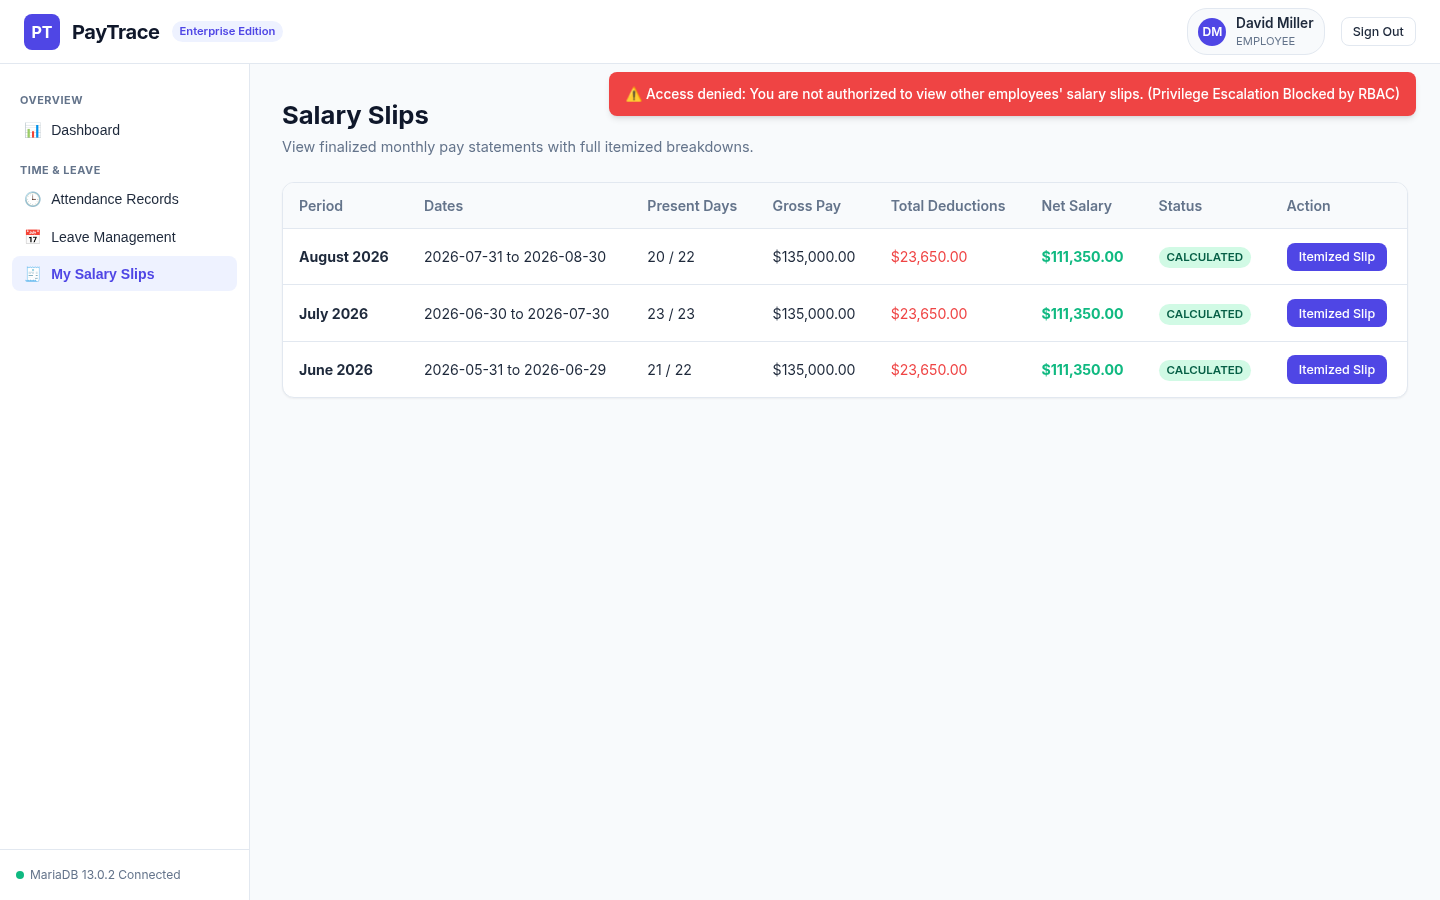 PT PayTrace Enterprise Edition
DM David Miller
EMPLOYEE
Sign Out
OVERVIEW
Dashboard
TIME & LEAVE
Attendance Records
Leave Management
My Salary Slips
MariaDB 13.0.2 Connected
⚠️ Access denied: You are not authorized to view other employees' salary slips. (Privilege Escalation Blocked by RBAC)
Salary Slips
View finalized monthly pay statements with full itemized breakdowns.
Period Dates Present Days Gross Pay Total Deductions Net Salary Status Action
August 2026 2026-07-31 to 2026-08-30 20 / 22 $135,000.00 $23,650.00 $111,350.00 CALCULATED Itemized Slip
July 2026 2026-06-30 to 2026-07-30 23 / 23 $135,000.00 $23,650.00 $111,350.00 CALCULATED Itemized Slip
June 2026 2026-05-31 to 2026-06-29 21 / 22 $135,000.00 $23,650.00 $111,350.00 CALCULATED Itemized Slip